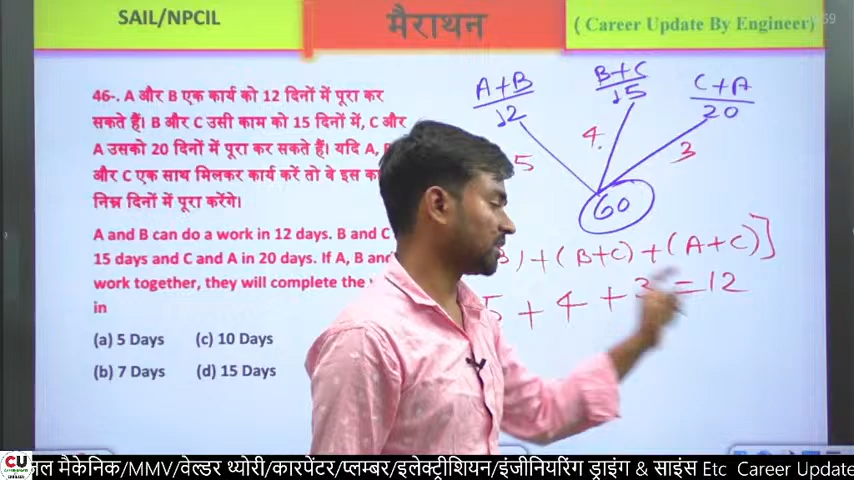 SAIL/NPCIL
मैराथन
( Career Update By Engineer)
46-. A और B एक कार्य को 12 दिनों में पूरा कर
सकते हैं। B और C उसी काम को 15 दिनों में, C और
A उसको 20 दिनों में पूरा कर सकते हैं। यदि A,
और C एक साथ मिलकर कार्य करें तो वे इस
निम्न दिनों में पूरा करेंगे।
A and B can do a work in 12 days. B and C
15 days and C and A in 20 days. If A, B and
work together, they will complete the
in
(a) 5 Days (c) 10 Days
(b) 7 Days (d) 15 Days
A+B B+C C+A
12 15 20
5 4 3
60
B) + (B+C) + (A+C)]
5 + 4 + 3 = 12
CU
मैकेनिक/MMV/वेल्डर थ्योरी/कारपेंटर/प्लम्बर/इलेक्ट्रीशियन/इंजीनियरिंग ड्राइंग & साइंस Etc Career Update